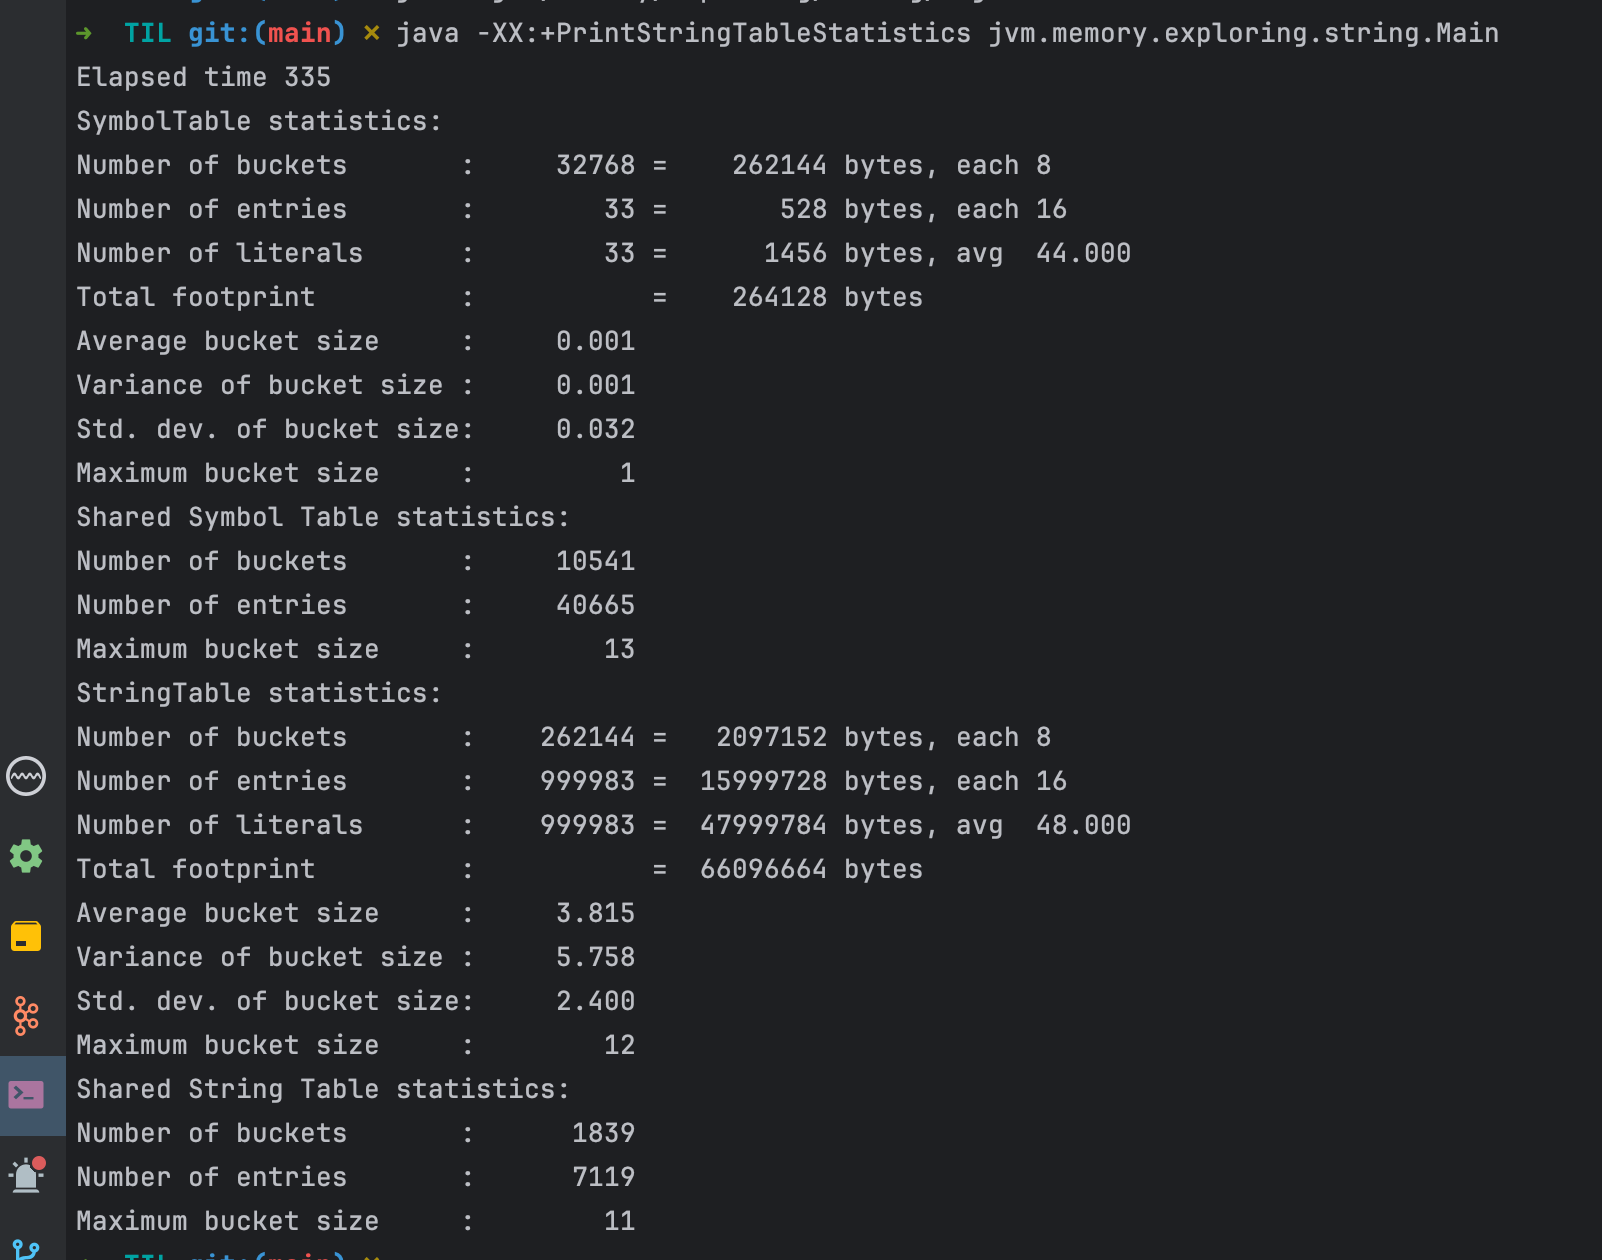 → TIL git:(main) × java -XX:+PrintStringTableStatistics jvm.memory.exploring.string.Main
Elapsed time 335
SymbolTable statistics:
Number of buckets       :     32768 =    262144 bytes, each 8
Number of entries       :        33 =       528 bytes, each 16
Number of literals      :        33 =      1456 bytes, avg  44.000
Total footprint         :           =    264128 bytes
Average bucket size     :     0.001
Variance of bucket size :     0.001
Std. dev. of bucket size:     0.032
Maximum bucket size     :         1
Shared Symbol Table statistics:
Number of buckets       :     10541
Number of entries       :     40665
Maximum bucket size     :        13
StringTable statistics:
Number of buckets       :    262144 =   2097152 bytes, each 8
Number of entries       :    999983 =  15999728 bytes, each 16
Number of literals      :    999983 =  47999784 bytes, avg  48.000
Total footprint         :           =  66096664 bytes
Average bucket size     :     3.815
Variance of bucket size :     5.758
Std. dev. of bucket size:     2.400
Maximum bucket size     :        12
Shared String Table statistics:
Number of buckets       :      1839
Number of entries       :      7119
Maximum bucket size     :        11
→ TIL git:(main) ×